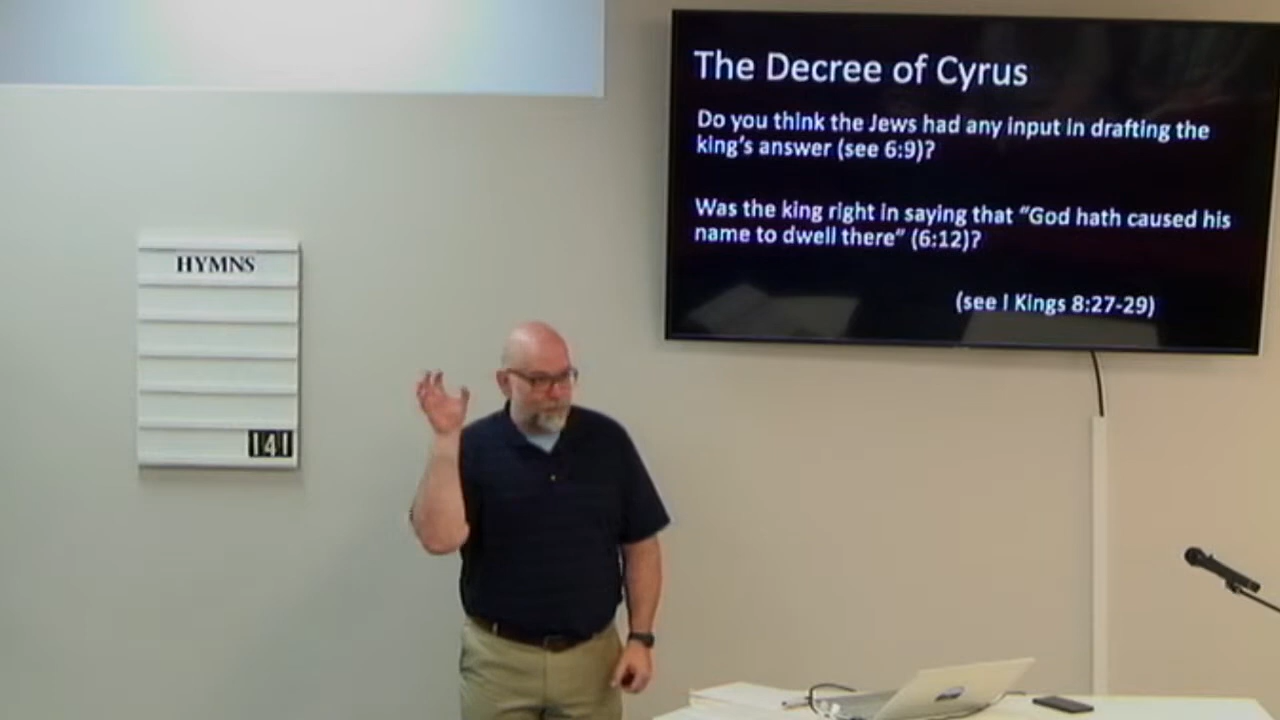 The Decree of Cyrus
Do you think the Jews had any input in drafting the
king's answer (see 6:9)?
Was the king right in saying that "God hath caused his
name to dwell there" (6:12)?
(see I Kings 8:27-29)
HYMNS
141